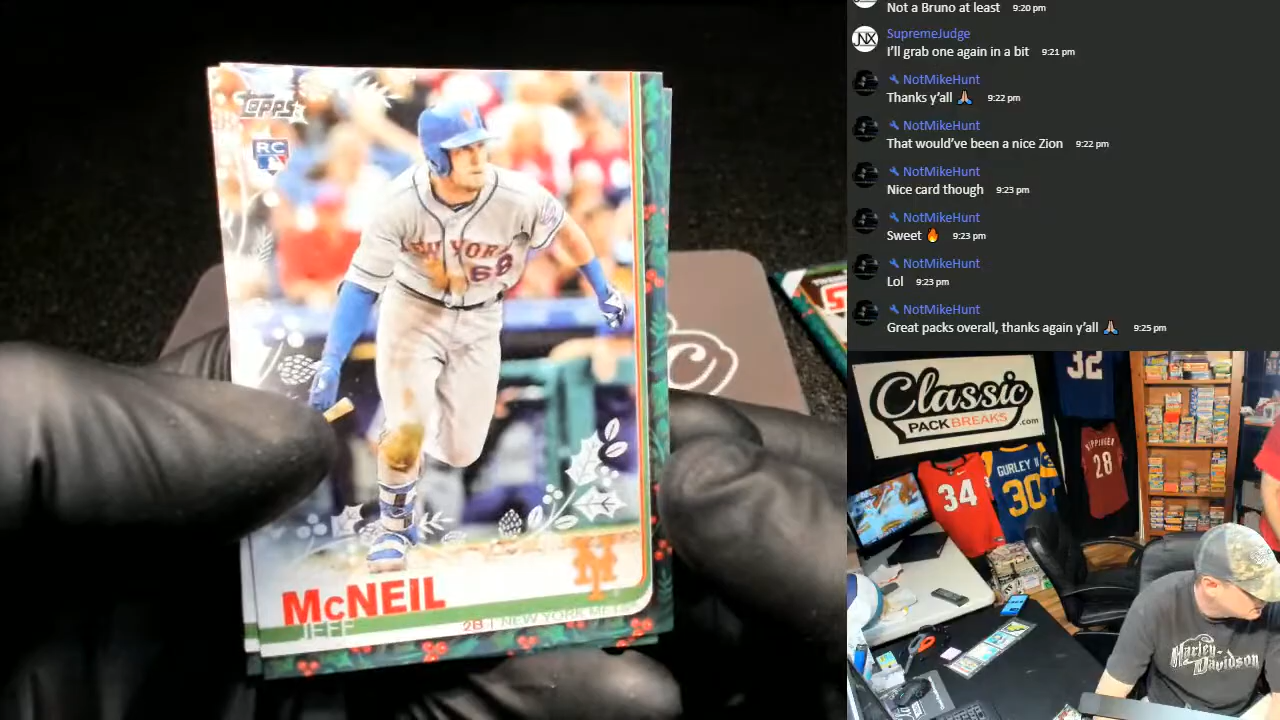 Topps
RC
NEW YORK
68
McNEIL
JEFF
2B | NEW YORK METS
Not a Bruno at least 9:20 pm
JNX
SupremeJudge
I'll grab one again in a bit 9:21 pm
NotMikeHunt
Thanks y'all 🙏🏼 9:22 pm
NotMikeHunt
That would've been a nice Zion 9:22 pm
NotMikeHunt
Nice card though 9:23 pm
NotMikeHunt
Sweet 🔥 9:23 pm
NotMikeHunt
Lol 9:23 pm
NotMikeHunt
Great packs overall, thanks again y'all 🙏🏼 9:25 pm
Classic
PACK BREAKS.com
32
34
GURLEY II
30
KIPPINGER
28
Harley-Davidson